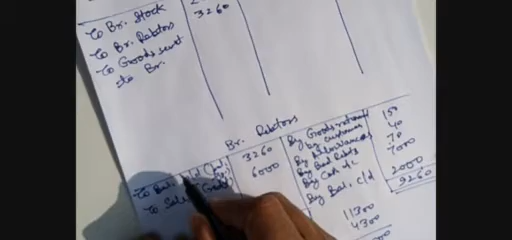 To Br. Stock
To Br. Debtors
To Goods sent
to Br.
3260
Br. Debtors
To Bal. b/d
3260
To Sales
6000
By Goods returned
by customers
150
By Allowances
40
By Bad Debts
70
By Cash A/c
7000
By Bal. c/d
2000
9260
11300
4300